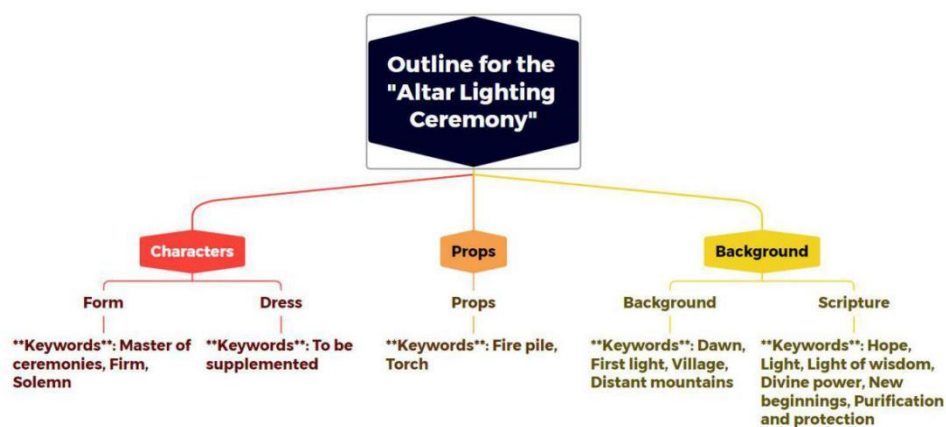 Outline for the
"Altar Lighting
Ceremony"
Characters
Props
Background
Form
Dress
Props
Background
Scripture
**Keywords**: Master of
ceremonies, Firm,
Solemn
**Keywords**: To be
supplemented
**Keywords**: Fire pile,
Torch
**Keywords**: Dawn,
First light, Village,
Distant mountains
**Keywords**: Hope,
Light, Light of wisdom,
Divine power, New
beginnings, Purification
and protection